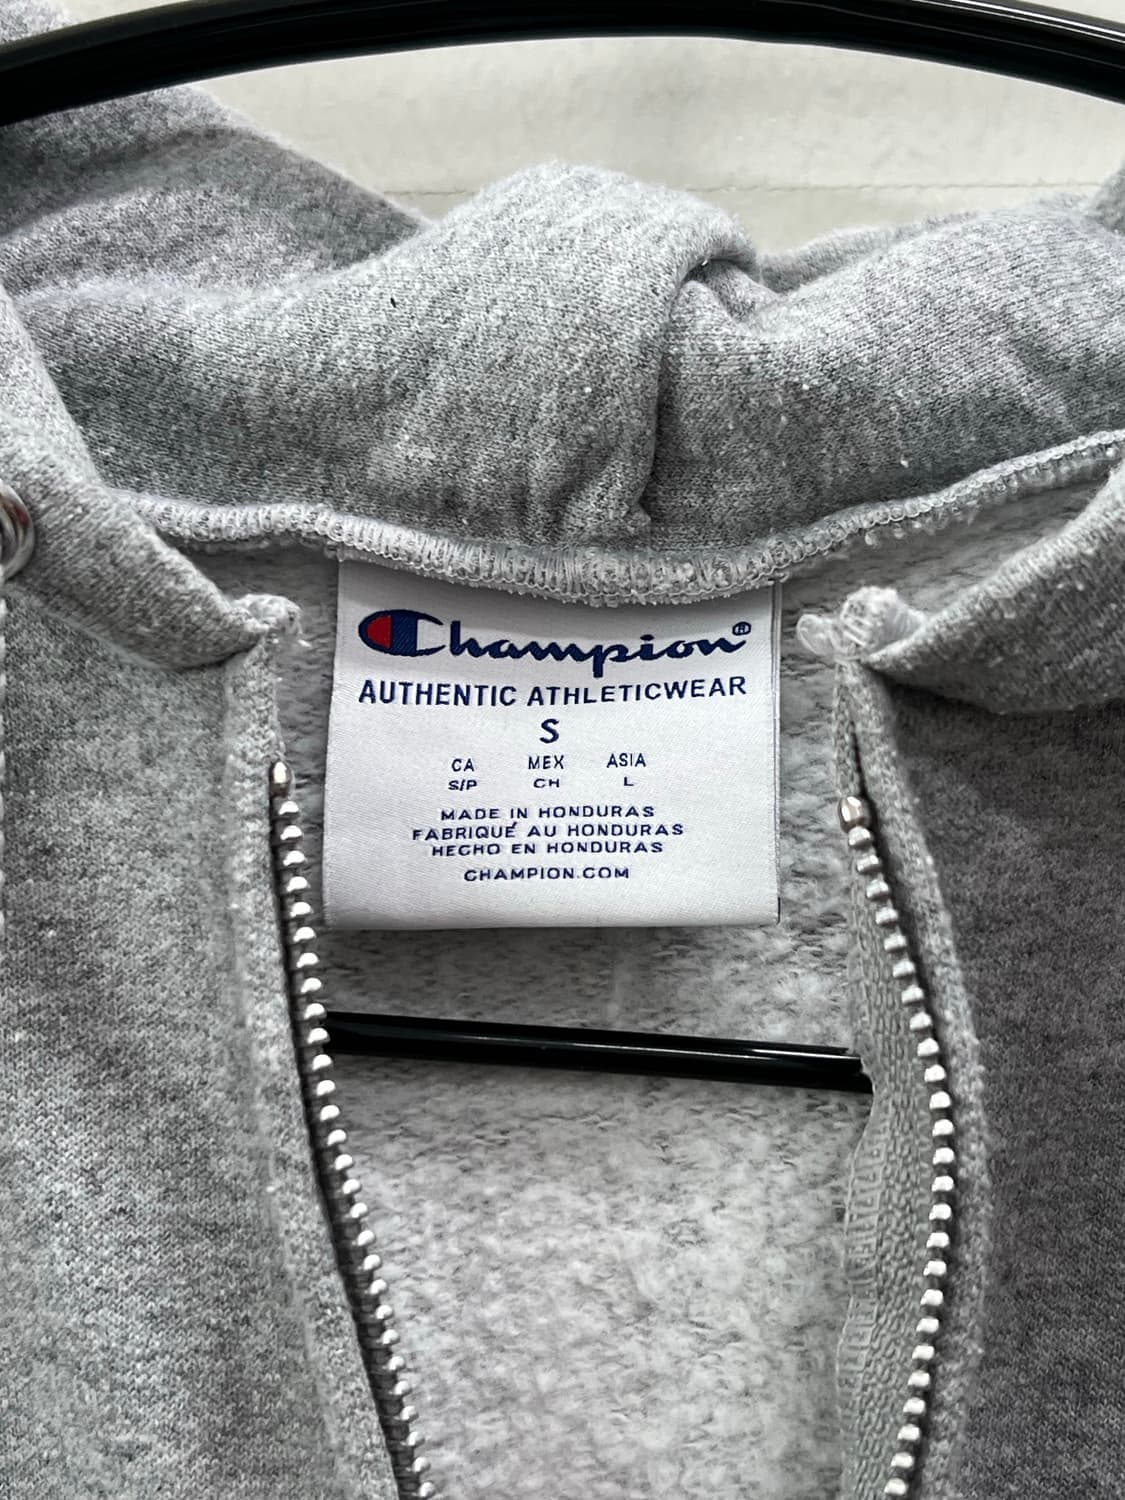 Champion®
AUTHENTIC ATHLETICWEAR
S
CA MEX ASIA
S/P CH L
MADE IN HONDURAS
FABRIQUÉ AU HONDURAS
HECHO EN HONDURAS
CHAMPION.COM